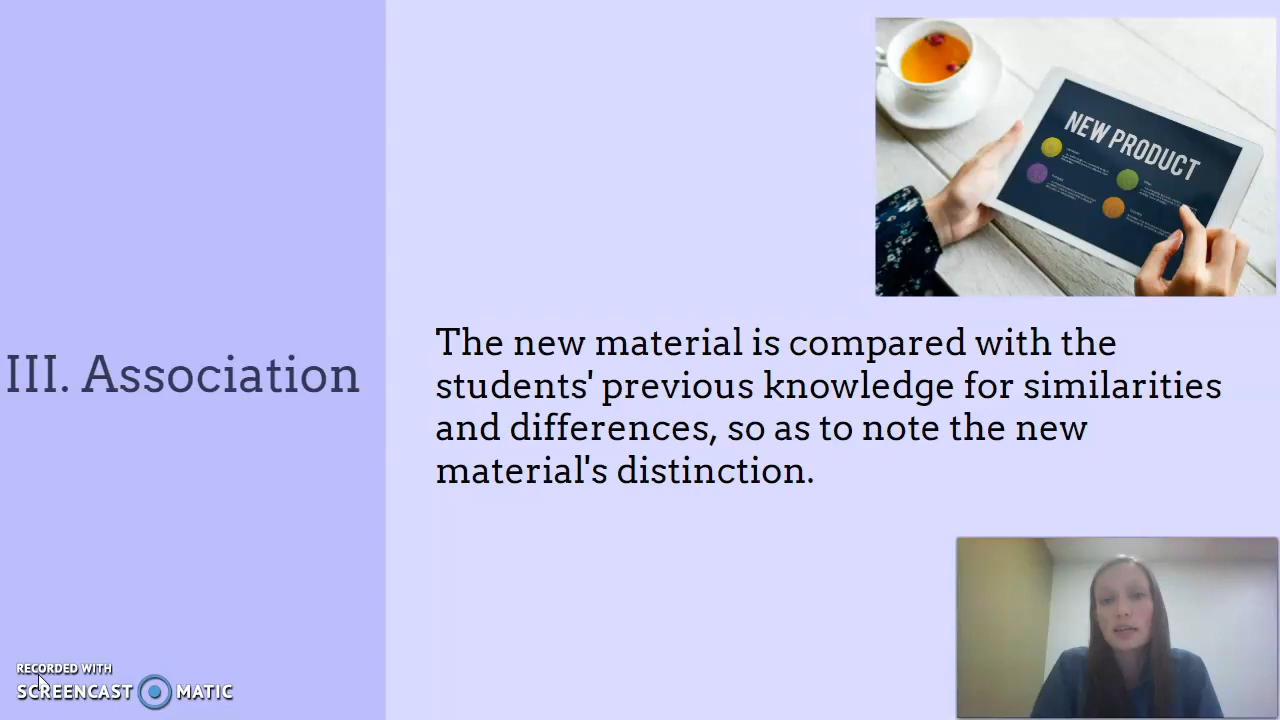 NEW PRODUCT
III. Association
The new material is compared with the
students' previous knowledge for similarities
and differences, so as to note the new
material's distinction.
RECORDED WITH
SCREENCAST MATIC